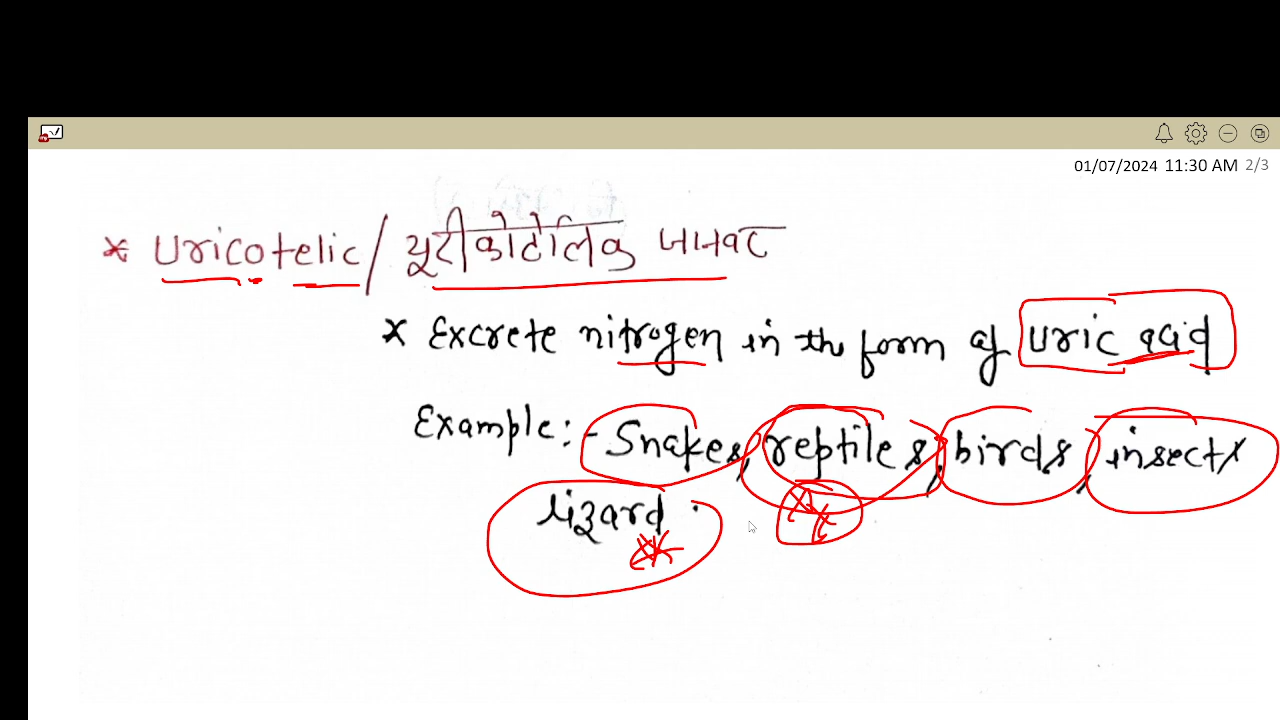 01/07/2024 11:30 AM 2/3
* Uricotelic / यूरीकोटेलिक जानवर
* Excrete nitrogen in the form of uric acid
Example:- Snakes, reptiles, birds, insects
lizard.